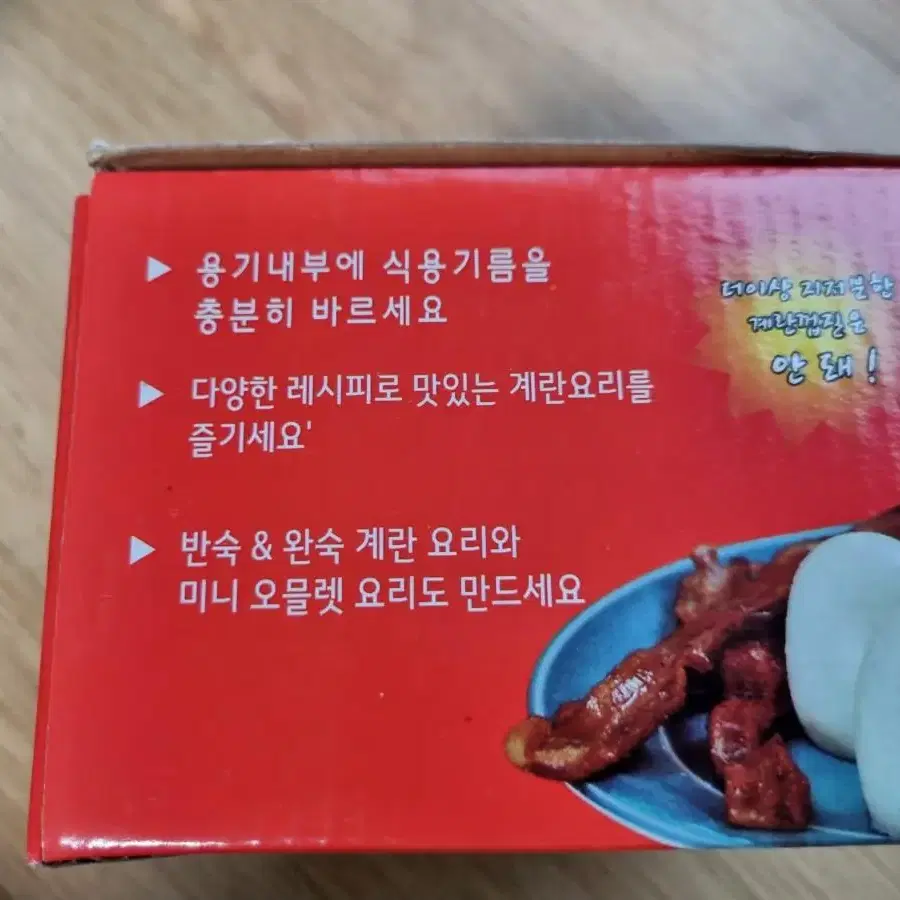 ▶ 용기내부에 식용기름을
충분히 바르세요
▶ 다양한 레시피로 맛있는 계란요리를
즐기세요'
▶ 반숙 & 완숙 계란 요리와
미니 오믈렛 요리도 만드세요
더이상 지저분한
계란껍질은
안 돼!